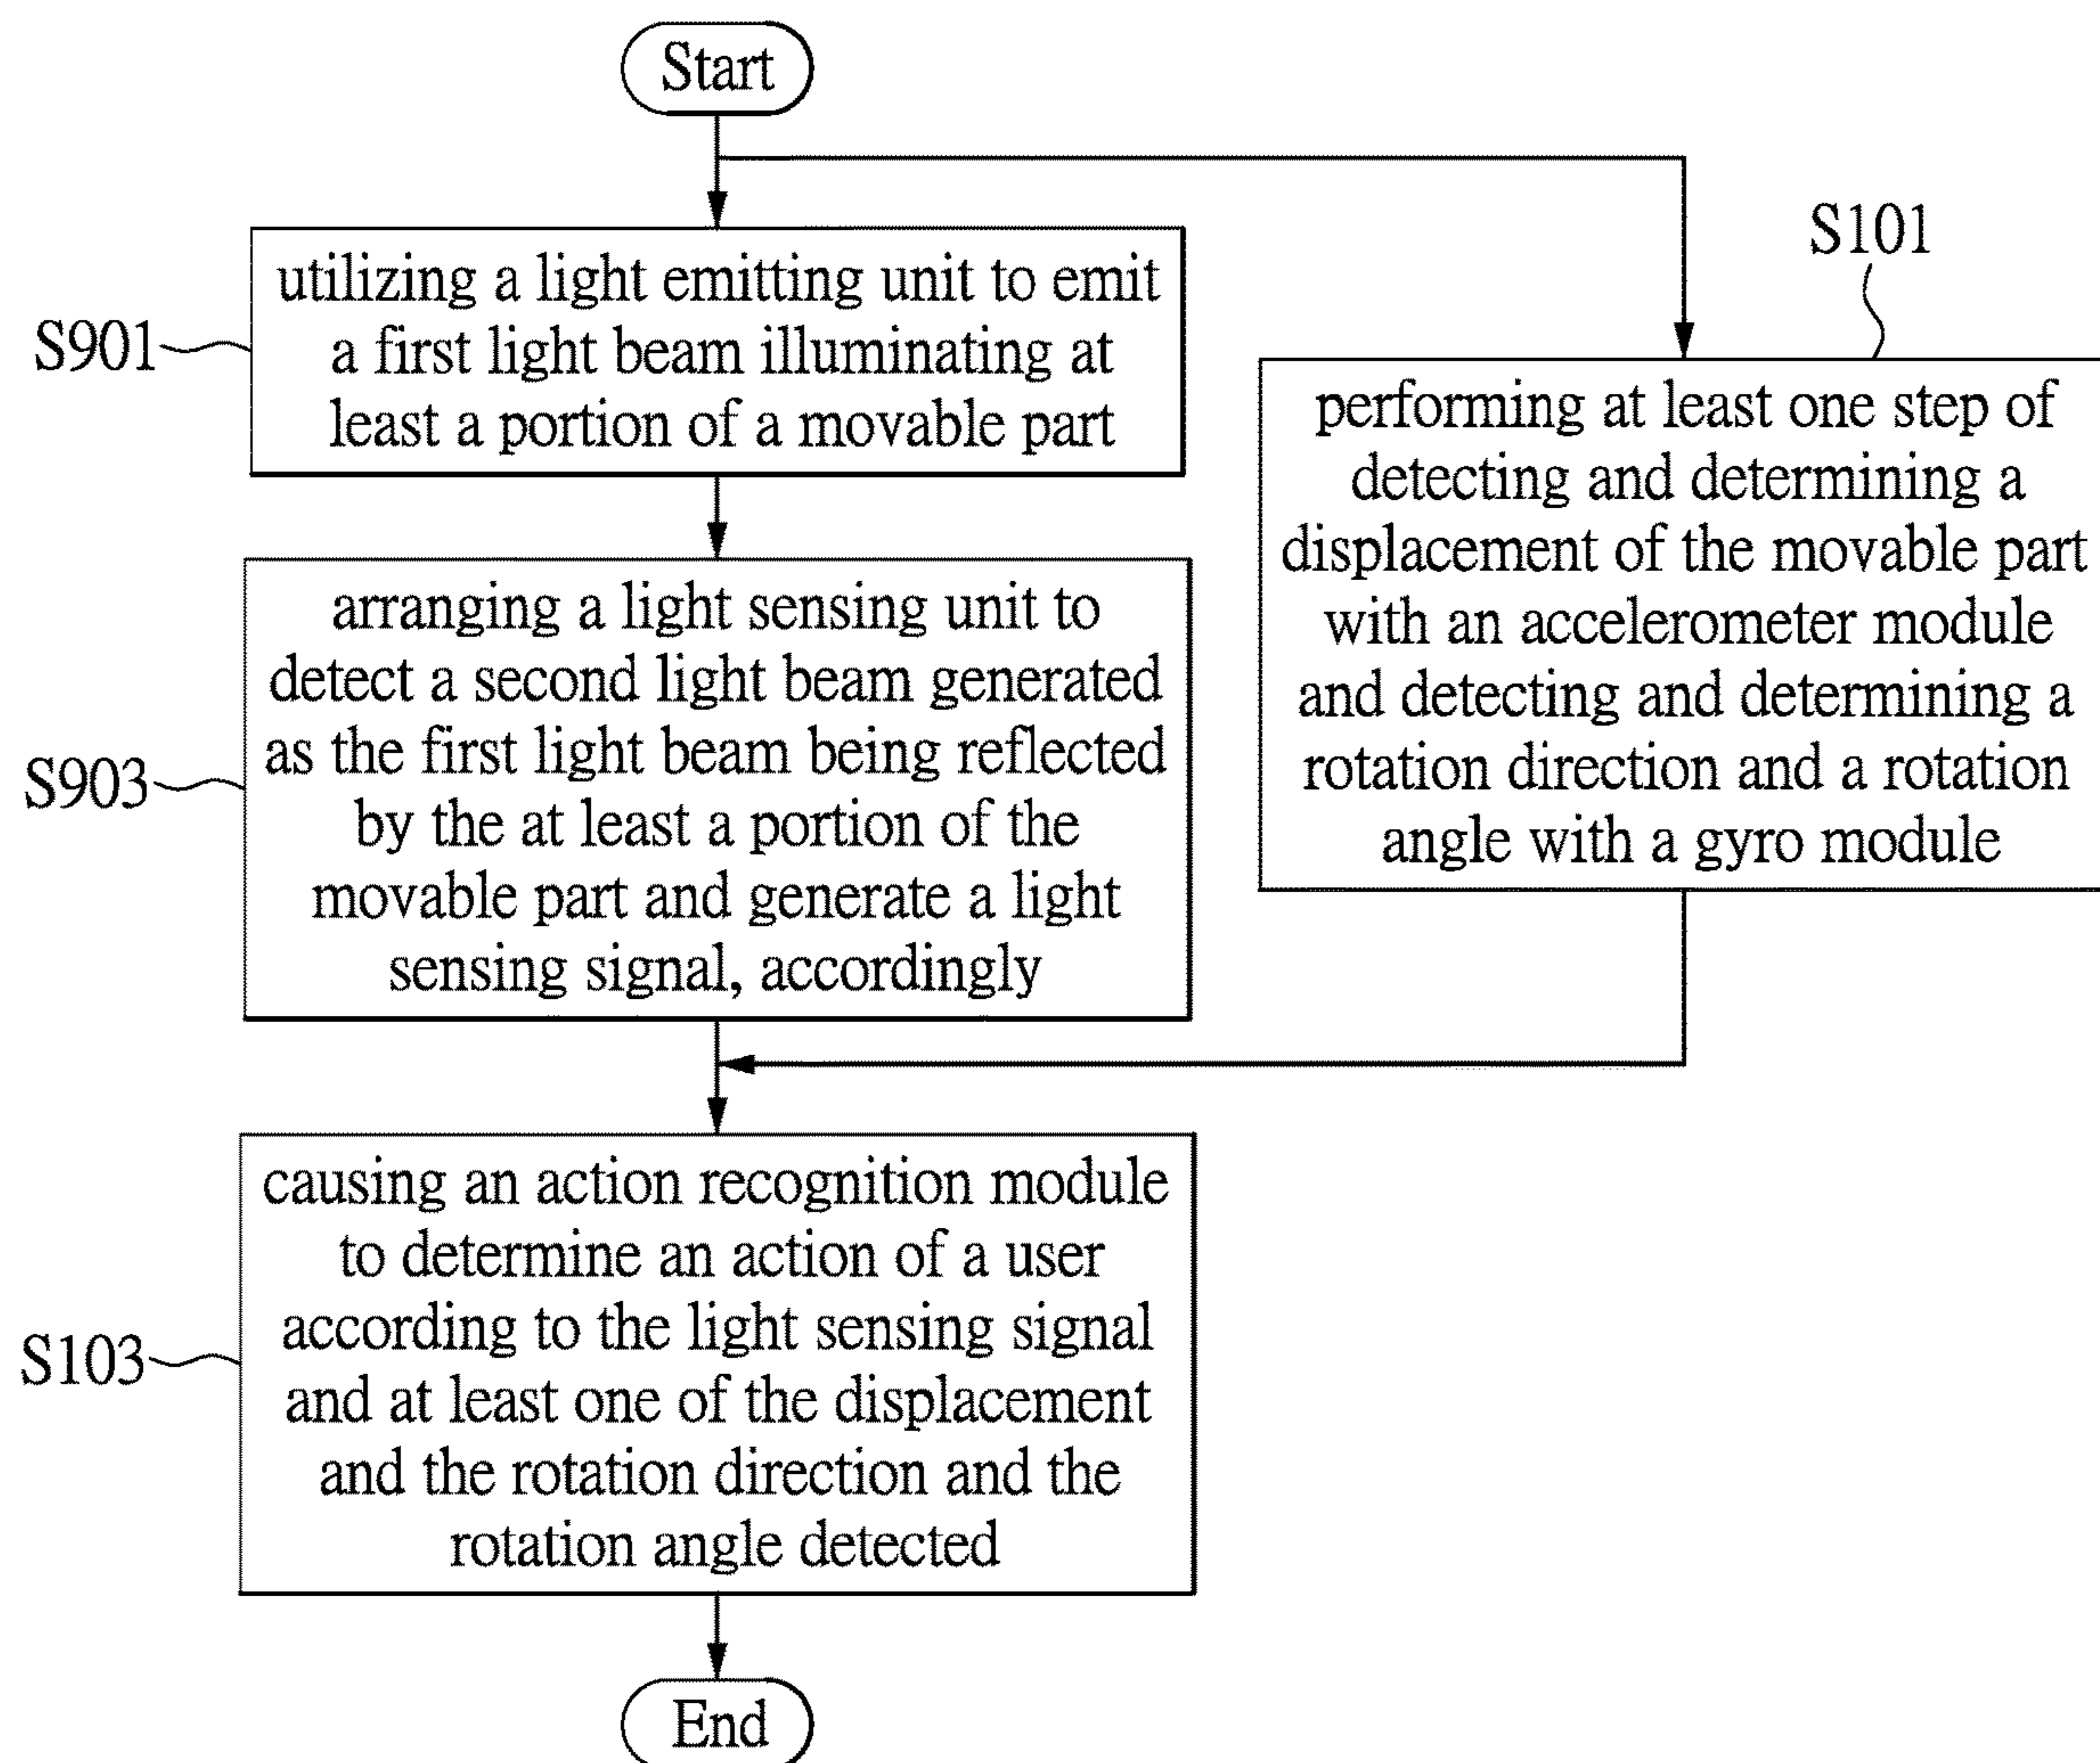 Start
S901
utilizing a light emitting unit to emit
a first light beam illuminating at
least a portion of a movable part
S101
performing at least one step of
detecting and determining a
displacement of the movable part
with an accelerometer module
and detecting and determining a
rotation direction and a rotation
angle with a gyro module
S903
arranging a light sensing unit to
detect a second light beam generated
as the first light beam being reflected
by the at least a portion of the
movable part and generate a light
sensing signal, accordingly
S103
causing an action recognition module
to determine an action of a user
according to the light sensing signal
and at least one of the displacement
and the rotation direction and the
rotation angle detected
End